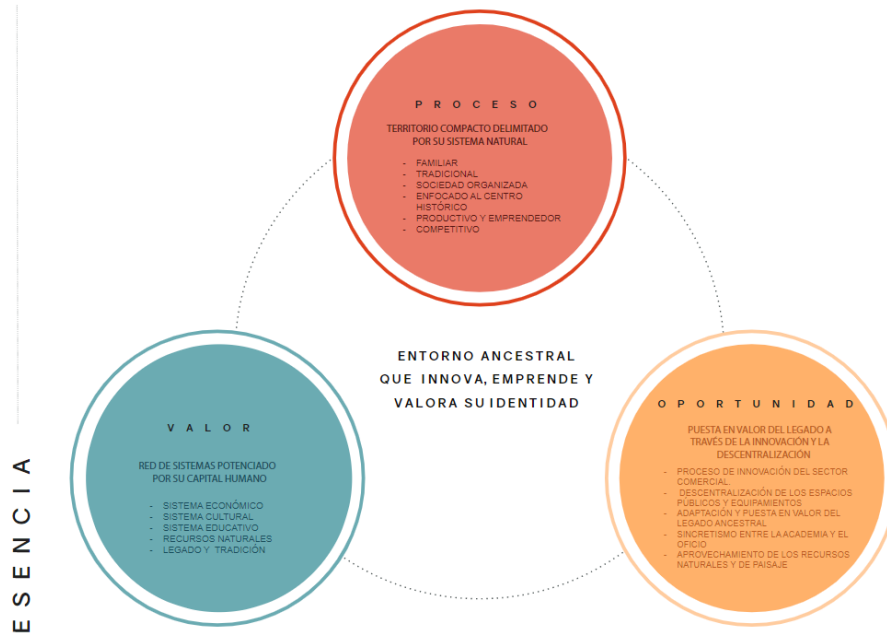 ESENCIA
PROCESO
TERRITORIO COMPACTO DELIMITADO
POR SU SISTEMA NATURAL
- FAMILIAR
- TRADICIONAL
- SOCIEDAD ORGANIZADA
- ENFOCADO AL CENTRO
HISTÓRICO
- PRODUCTIVO Y EMPRENDEDOR
- COMPETITIVO
ENTORNO ANCESTRAL
QUE INNOVA, EMPRENDE Y
VALORA SU IDENTIDAD
VALOR
RED DE SISTEMAS POTENCIADO
POR SU CAPITAL HUMANO
- SISTEMA ECONÓMICO
- SISTEMA CULTURAL
- SISTEMA EDUCATIVO
- RECURSOS NATURALES
- LEGADO Y TRADICIÓN
OPORTUNIDAD
PUESTA EN VALOR DEL LEGADO A
TRAVÉS DE LA INNOVACIÓN Y LA
DESCENTRALIZACIÓN
- PROCESO DE INNOVACIÓN DEL SECTOR
COMERCIAL.
- DESCENTRALIZACIÓN DE LOS ESPACIOS
PÚBLICOS Y EQUIPAMIENTOS
- ADAPTACIÓN Y PUESTA EN VALOR DEL
LEGADO ANCESTRAL
- SINCRETISMO ENTRE LA ACADEMIA Y EL
OFICIO
- APROVECHAMIENTO DE LOS RECURSOS
NATURALES Y DE PAISAJE